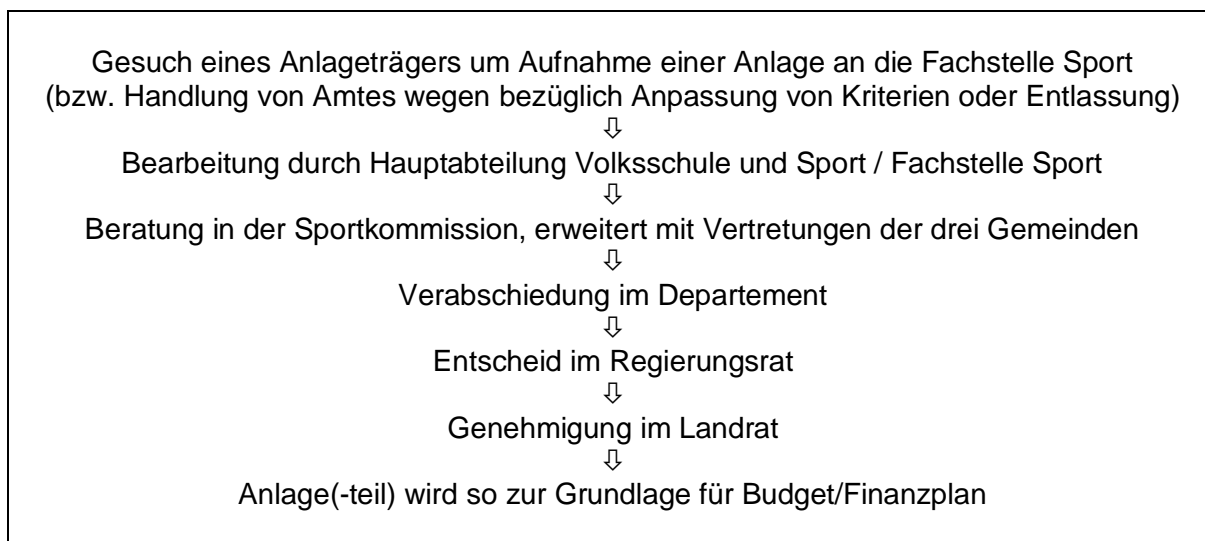 Gesuch eines Anlageträgers um Aufnahme einer Anlage an die Fachstelle Sport
(bzw. Handlung von Amtes wegen bezüglich Anpassung von Kriterien oder Entlassung)
⇩
Bearbeitung durch Hauptabteilung Volksschule und Sport / Fachstelle Sport
⇩
Beratung in der Sportkommission, erweitert mit Vertretungen der drei Gemeinden
⇩
Verabschiedung im Departement
⇩
Entscheid im Regierungsrat
⇩
Genehmigung im Landrat
⇩
Anlage(-teil) wird so zur Grundlage für Budget/Finanzplan